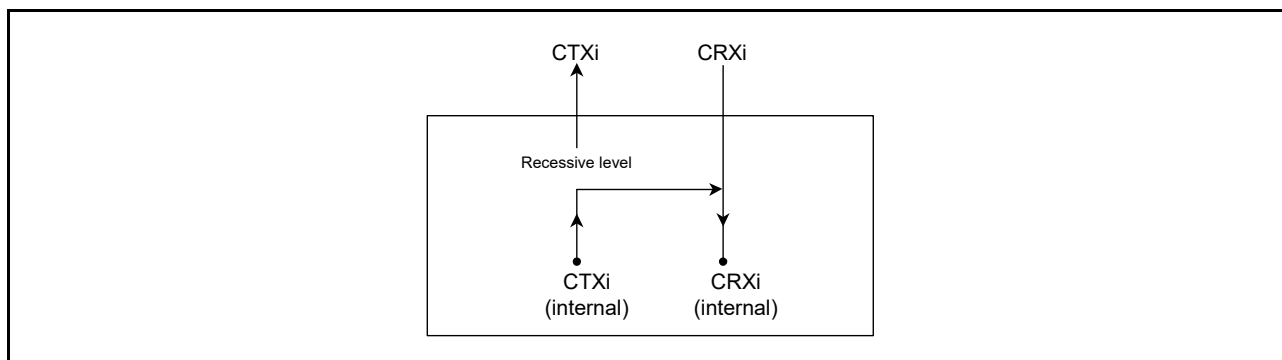 CTXi CRXi
Recessive level
CTXi CRXi
(internal) (internal)